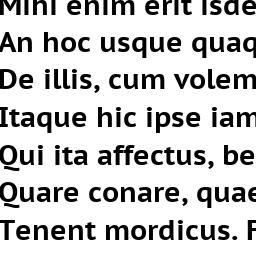 Mini enim erit isde
An hoc usque quaq
De illis, cum volem
Itaque hic ipse iam
Qui ita affectus, be
Quare conare, quae
Tenent mordicus. F